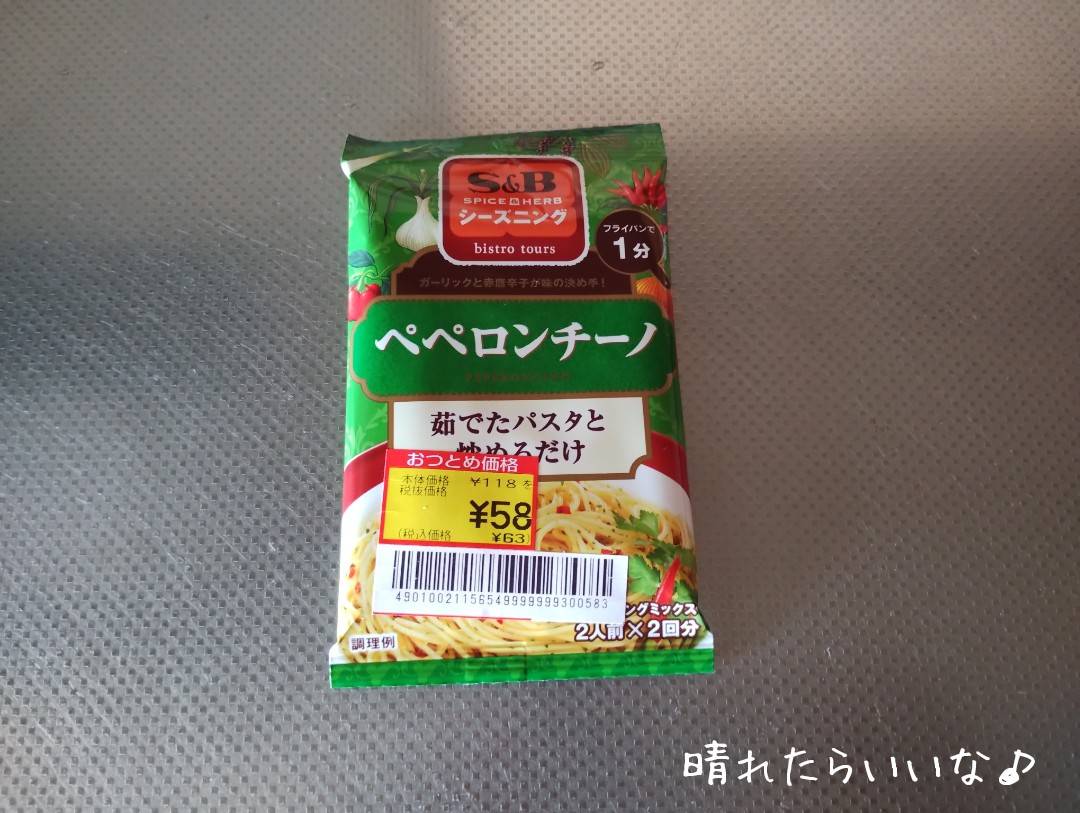 S&B
SPICE & HERB
シーズニング
bistro tours
フライパンで
1分
ガーリックと赤唐辛子が味の決め手!
ペペロンチーノ
PEPERONCINO
茹でたパスタと
炒めるだけ
おつとめ価格
本体価格 ¥118を
税抜価格
¥58
(税込価格 ¥63)
4901002115654999999300583
ングミックス
2人前×2回分
調理例
晴れたらいいな♪